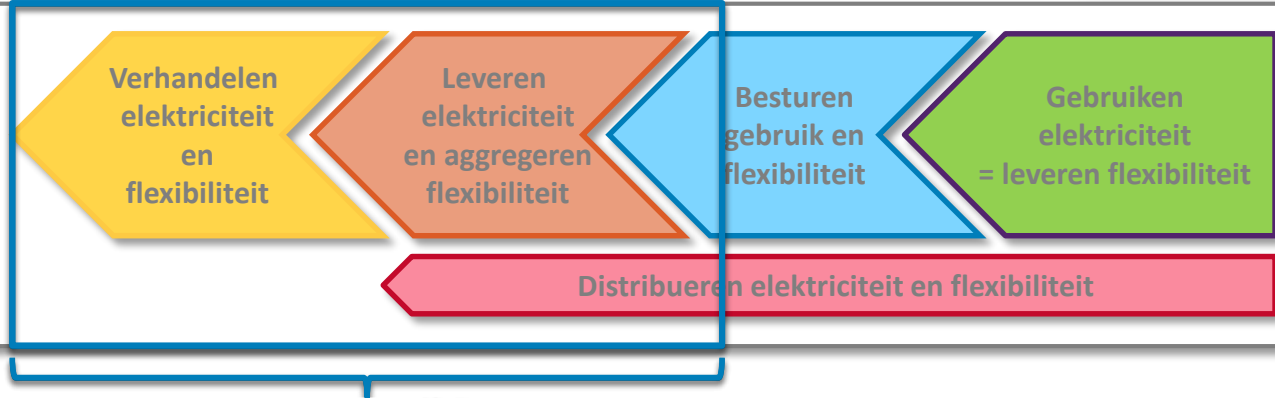 Verhandelen
elektriciteit
en
flexibiliteit
Leveren
elektriciteit
en aggregeren
flexibiliteit
Besturen
gebruik en
flexibiliteit
Gebruiken
elektriciteit
= leveren flexibiliteit
Distribueren elektriciteit en flexibiliteit